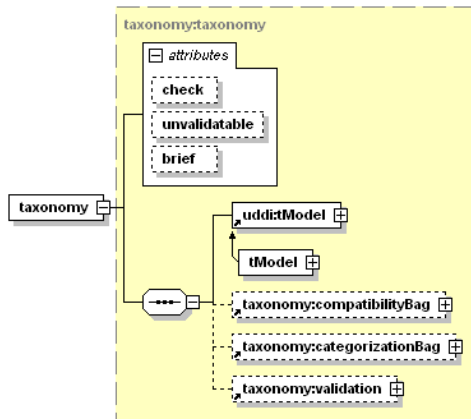 taxonomy:taxonomy
attributes
check
unvalidatable
brief
taxonomy
uddi:tModel
tModel
taxonomy:compatibilityBag
taxonomy:categorizationBag
taxonomy:validation